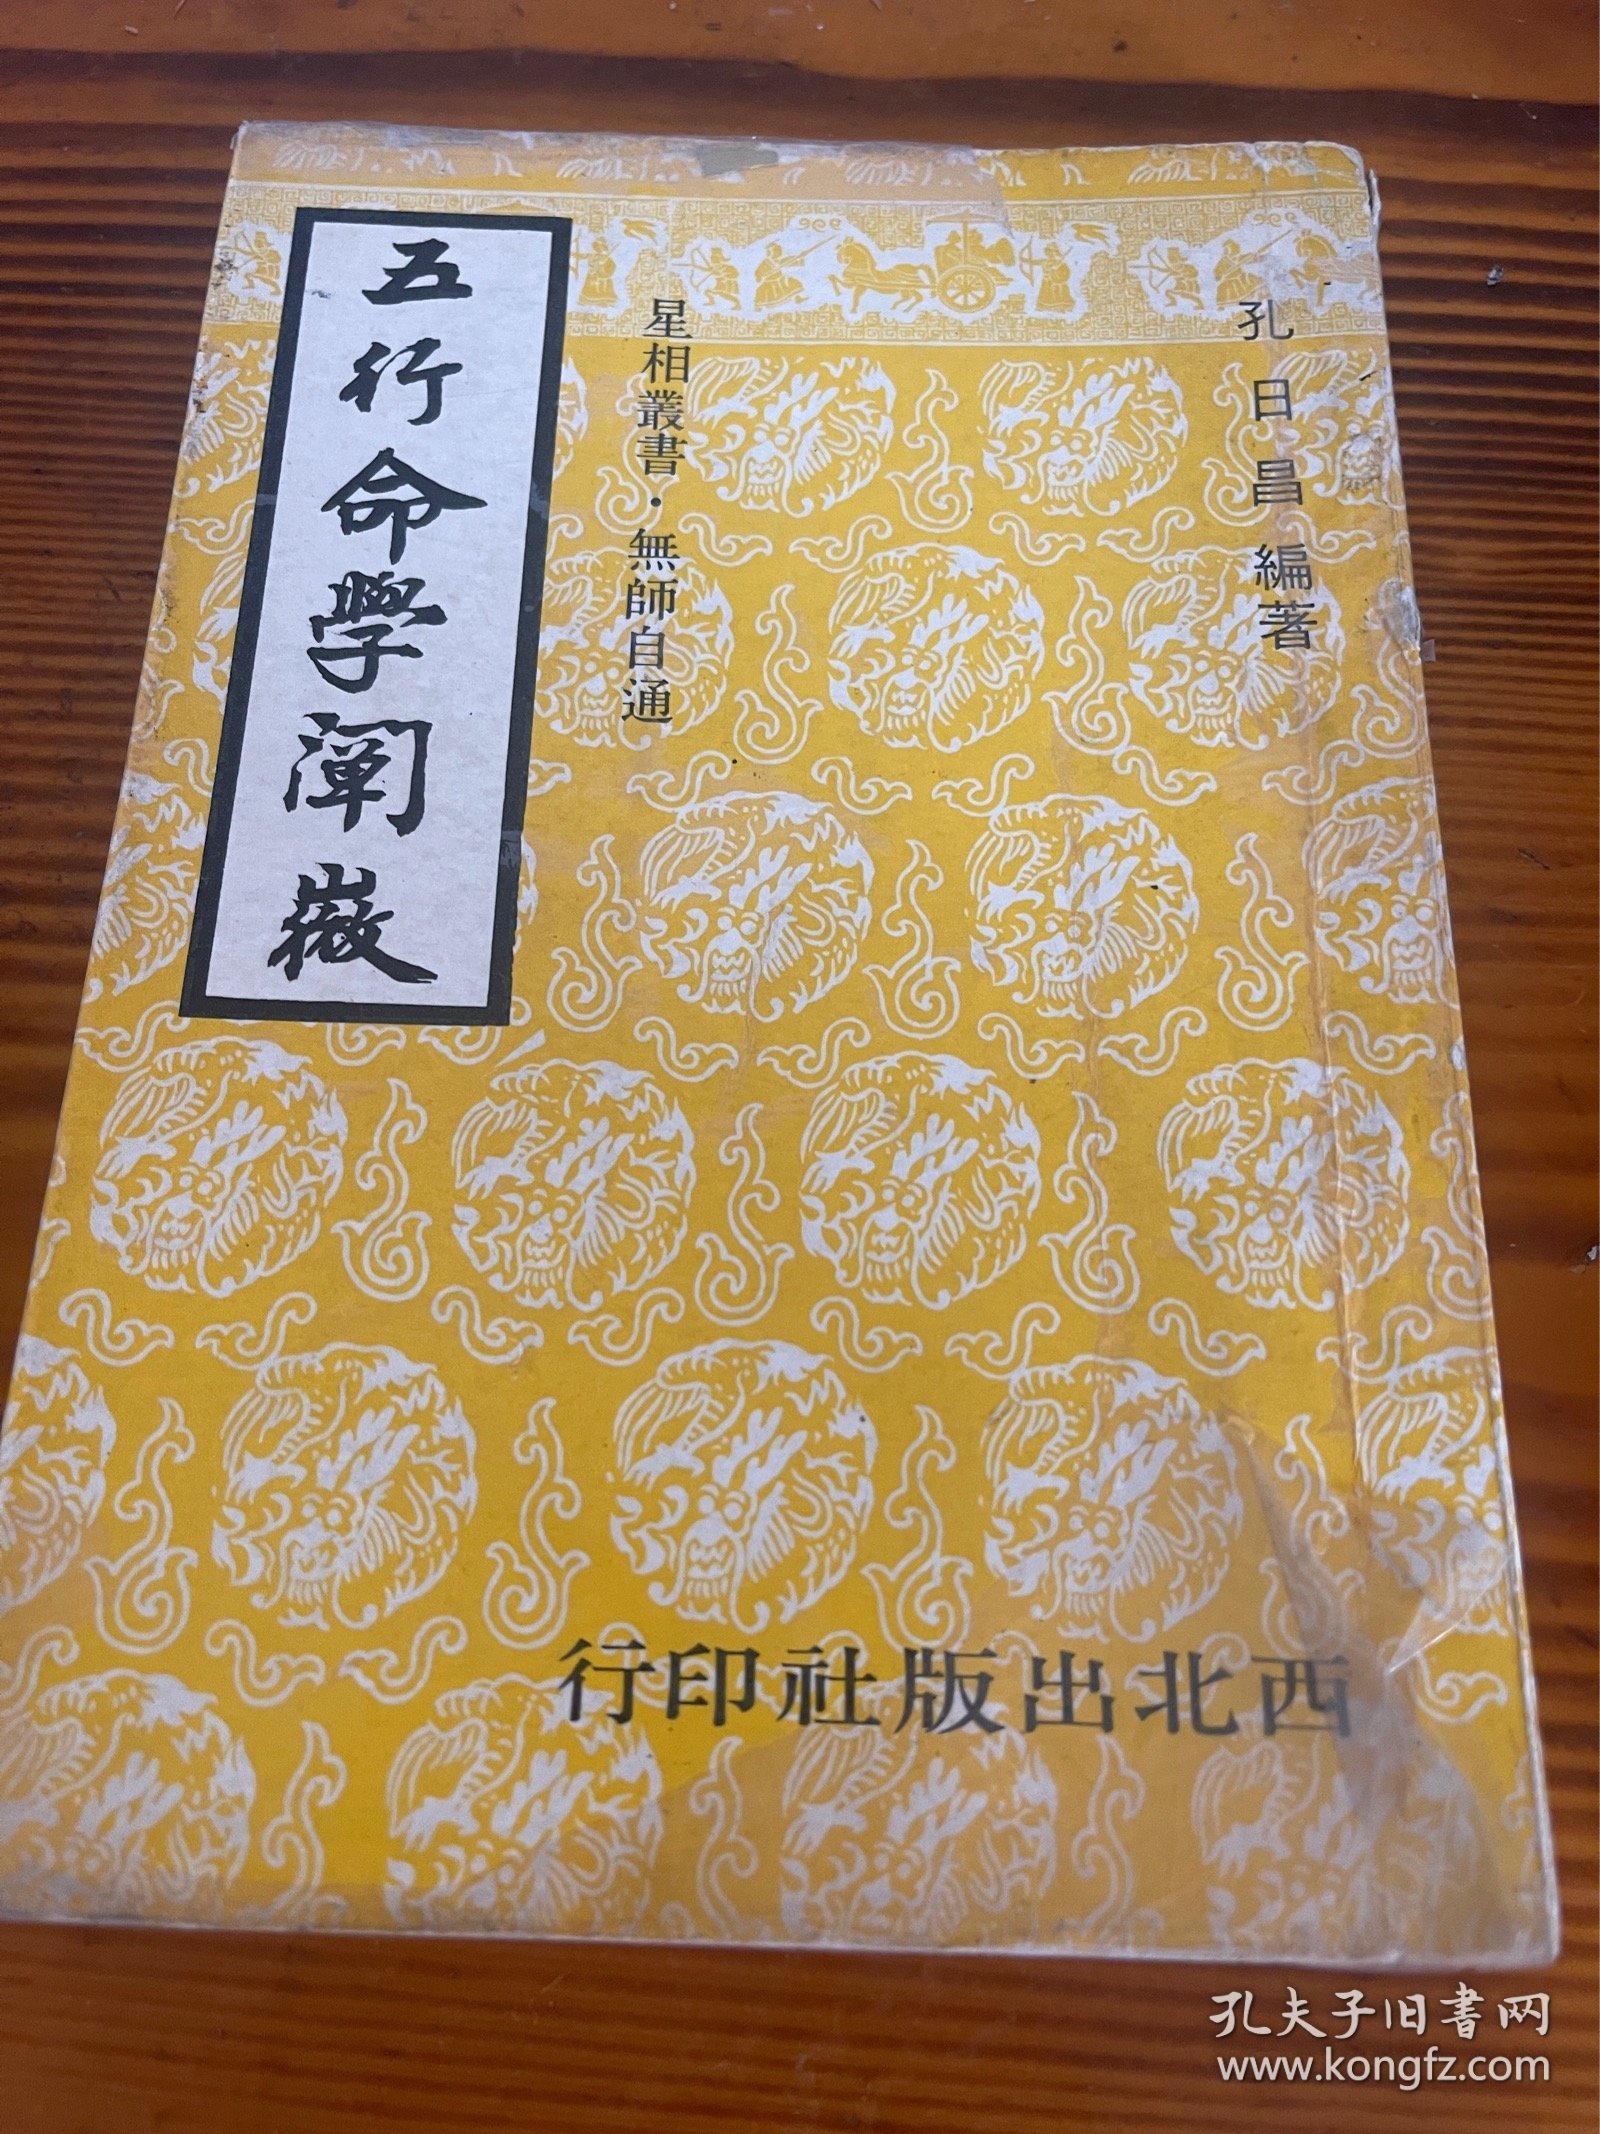 孔日昌編著
星相叢書・無師自通
五行命學闡薇
西北出版社印行
孔夫子旧书网
www.kongfz.com